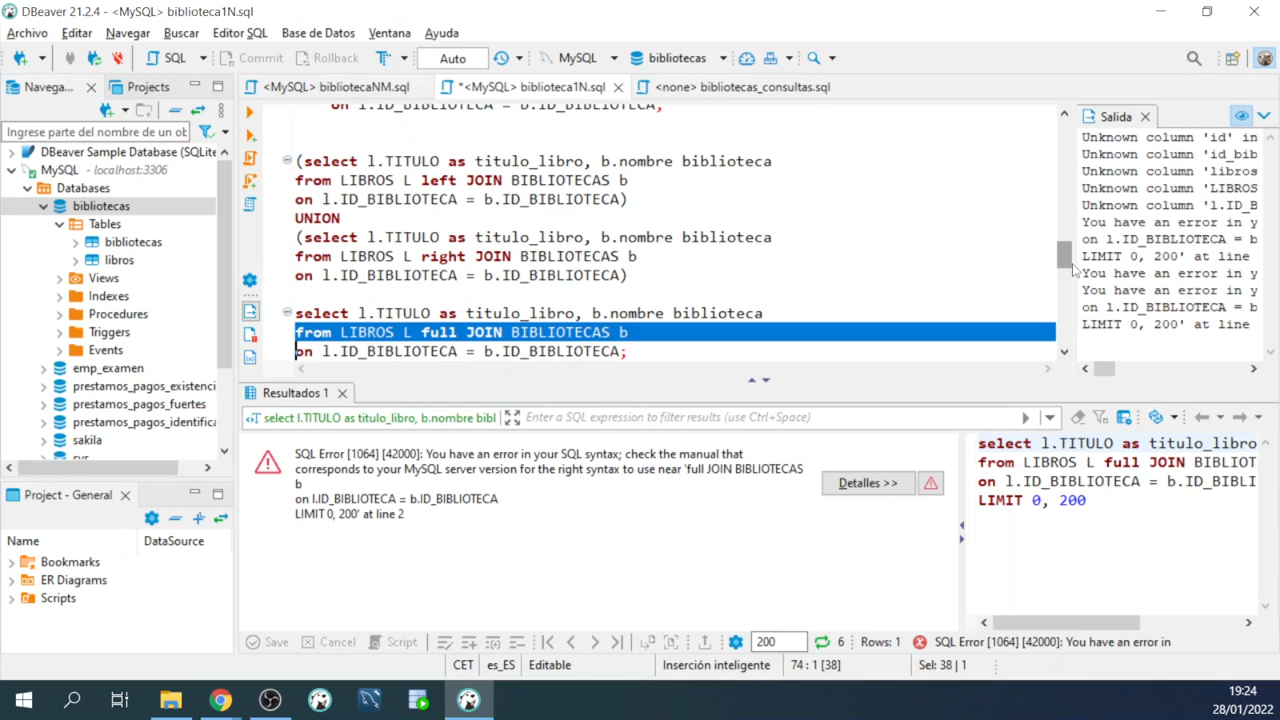 DBeaver 21.2.4 - <MySQL> biblioteca1N.sql
Archivo Editar Navegar Buscar Editor SQL Base de Datos Ventana Ayuda
SQL Commit Rollback Auto MySQL bibliotecas
Navega... Projects
<MySQL> bibliotecaNM.sql *<MySQL> biblioteca1N.sql <none> bibliotecas_consultas.sql
Ingrese parte del nombre de un ob
DBeaver Sample Database (SQLite
MySQL - localhost:3306
Databases
bibliotecas
Tables
bibliotecas
libros
Views
Indexes
Procedures
Triggers
Events
emp_examen
prestamos_pagos_existenci
prestamos_pagos_fuertes
prestamos_pagos_identifica
sakila
sys
on l.ID_BIBLIOTECA = b.ID_BIBLIOTECA;
(select l.TITULO as titulo_libro, b.nombre biblioteca
from LIBROS L left JOIN BIBLIOTECAS b
on l.ID_BIBLIOTECA = b.ID_BIBLIOTECA)
UNION
(select l.TITULO as titulo_libro, b.nombre biblioteca
from LIBROS L right JOIN BIBLIOTECAS b
on l.ID_BIBLIOTECA = b.ID_BIBLIOTECA)
select l.TITULO as titulo_libro, b.nombre biblioteca
from LIBROS L full JOIN BIBLIOTECAS b
on l.ID_BIBLIOTECA = b.ID_BIBLIOTECA;
Salida
Unknown column 'id' in
Unknown column 'id_bib
Unknown column 'libros
Unknown column 'LIBROS
Unknown column 'l.ID_B
You have an error in y
on l.ID_BIBLIOTECA = b
LIMIT 0, 200' at line
You have an error in y
You have an error in y
on l.ID_BIBLIOTECA = b
LIMIT 0, 200' at line
Resultados 1
select l.TITULO as titulo_libro, b.nombre bibl Enter a SQL expression to filter results (use Ctrl+Space)
SQL Error [1064] [42000]: You have an error in your SQL syntax; check the manual that
corresponds to your MySQL server version for the right syntax to use near 'full JOIN BIBLIOTECAS
b
on l.ID_BIBLIOTECA = b.ID_BIBLIOTECA
LIMIT 0, 200' at line 2
Detalles >>
select l.TITULO as titulo_libro
from LIBROS L full JOIN BIBLIOT
on l.ID_BIBLIOTECA = b.ID_BIBLI
LIMIT 0, 200
Project - General
Name DataSource
Bookmarks
ER Diagrams
Scripts
Save Cancel Script 200 6 Rows: 1 SQL Error [1064] [42000]: You have an error in
CET es_ES Editable Inserción inteligente 74 : 1 [38] Sel: 38 | 1
19:24
28/01/2022